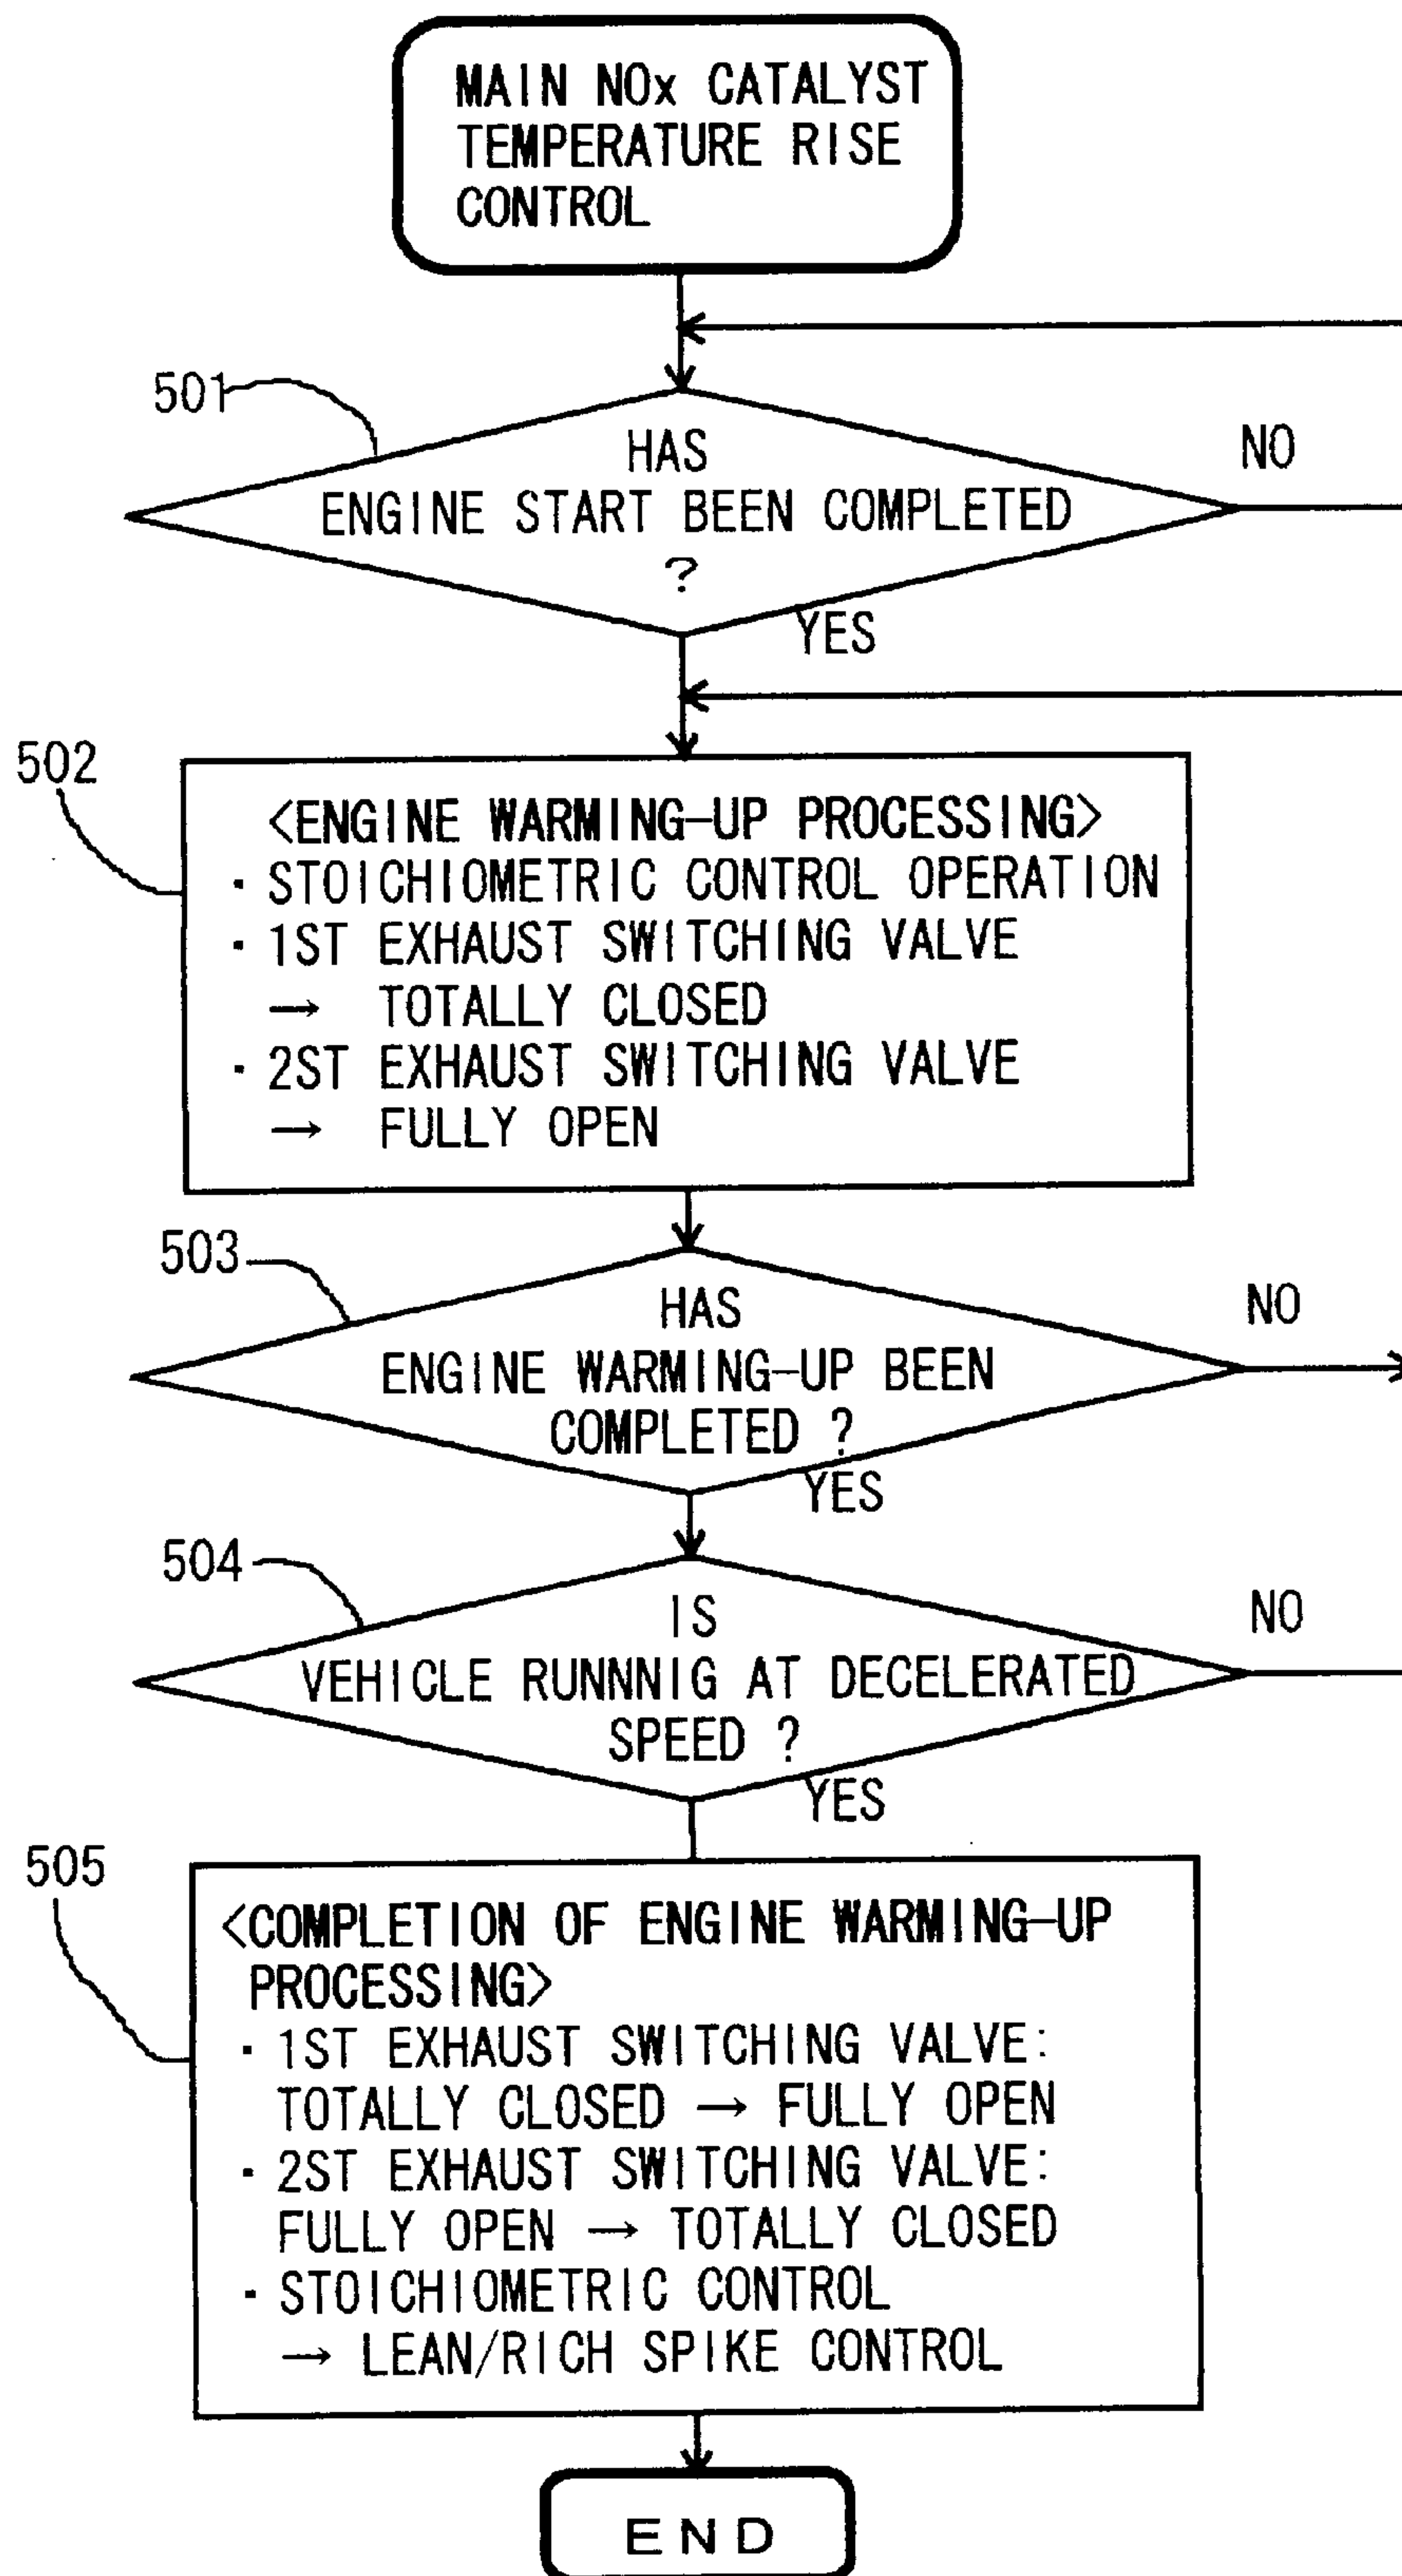 MAIN NOx CATALYST
TEMPERATURE RISE
CONTROL
501
HAS
ENGINE START BEEN COMPLETED
?
NO
YES
502
<ENGINE WARMING-UP PROCESSING>
· STOICHIOMETRIC CONTROL OPERATION
· 1ST EXHAUST SWITCHING VALVE
→ TOTALLY CLOSED
· 2ST EXHAUST SWITCHING VALVE
→ FULLY OPEN
503
HAS
ENGINE WARMING-UP BEEN
COMPLETED ?
NO
YES
504
IS
VEHICLE RUNNNIG AT DECELERATED
SPEED ?
NO
YES
505
<COMPLETION OF ENGINE WARMING-UP
PROCESSING>
· 1ST EXHAUST SWITCHING VALVE:
TOTALLY CLOSED → FULLY OPEN
· 2ST EXHAUST SWITCHING VALVE:
FULLY OPEN → TOTALLY CLOSED
· STOICHIOMETRIC CONTROL
→ LEAN/RICH SPIKE CONTROL
END